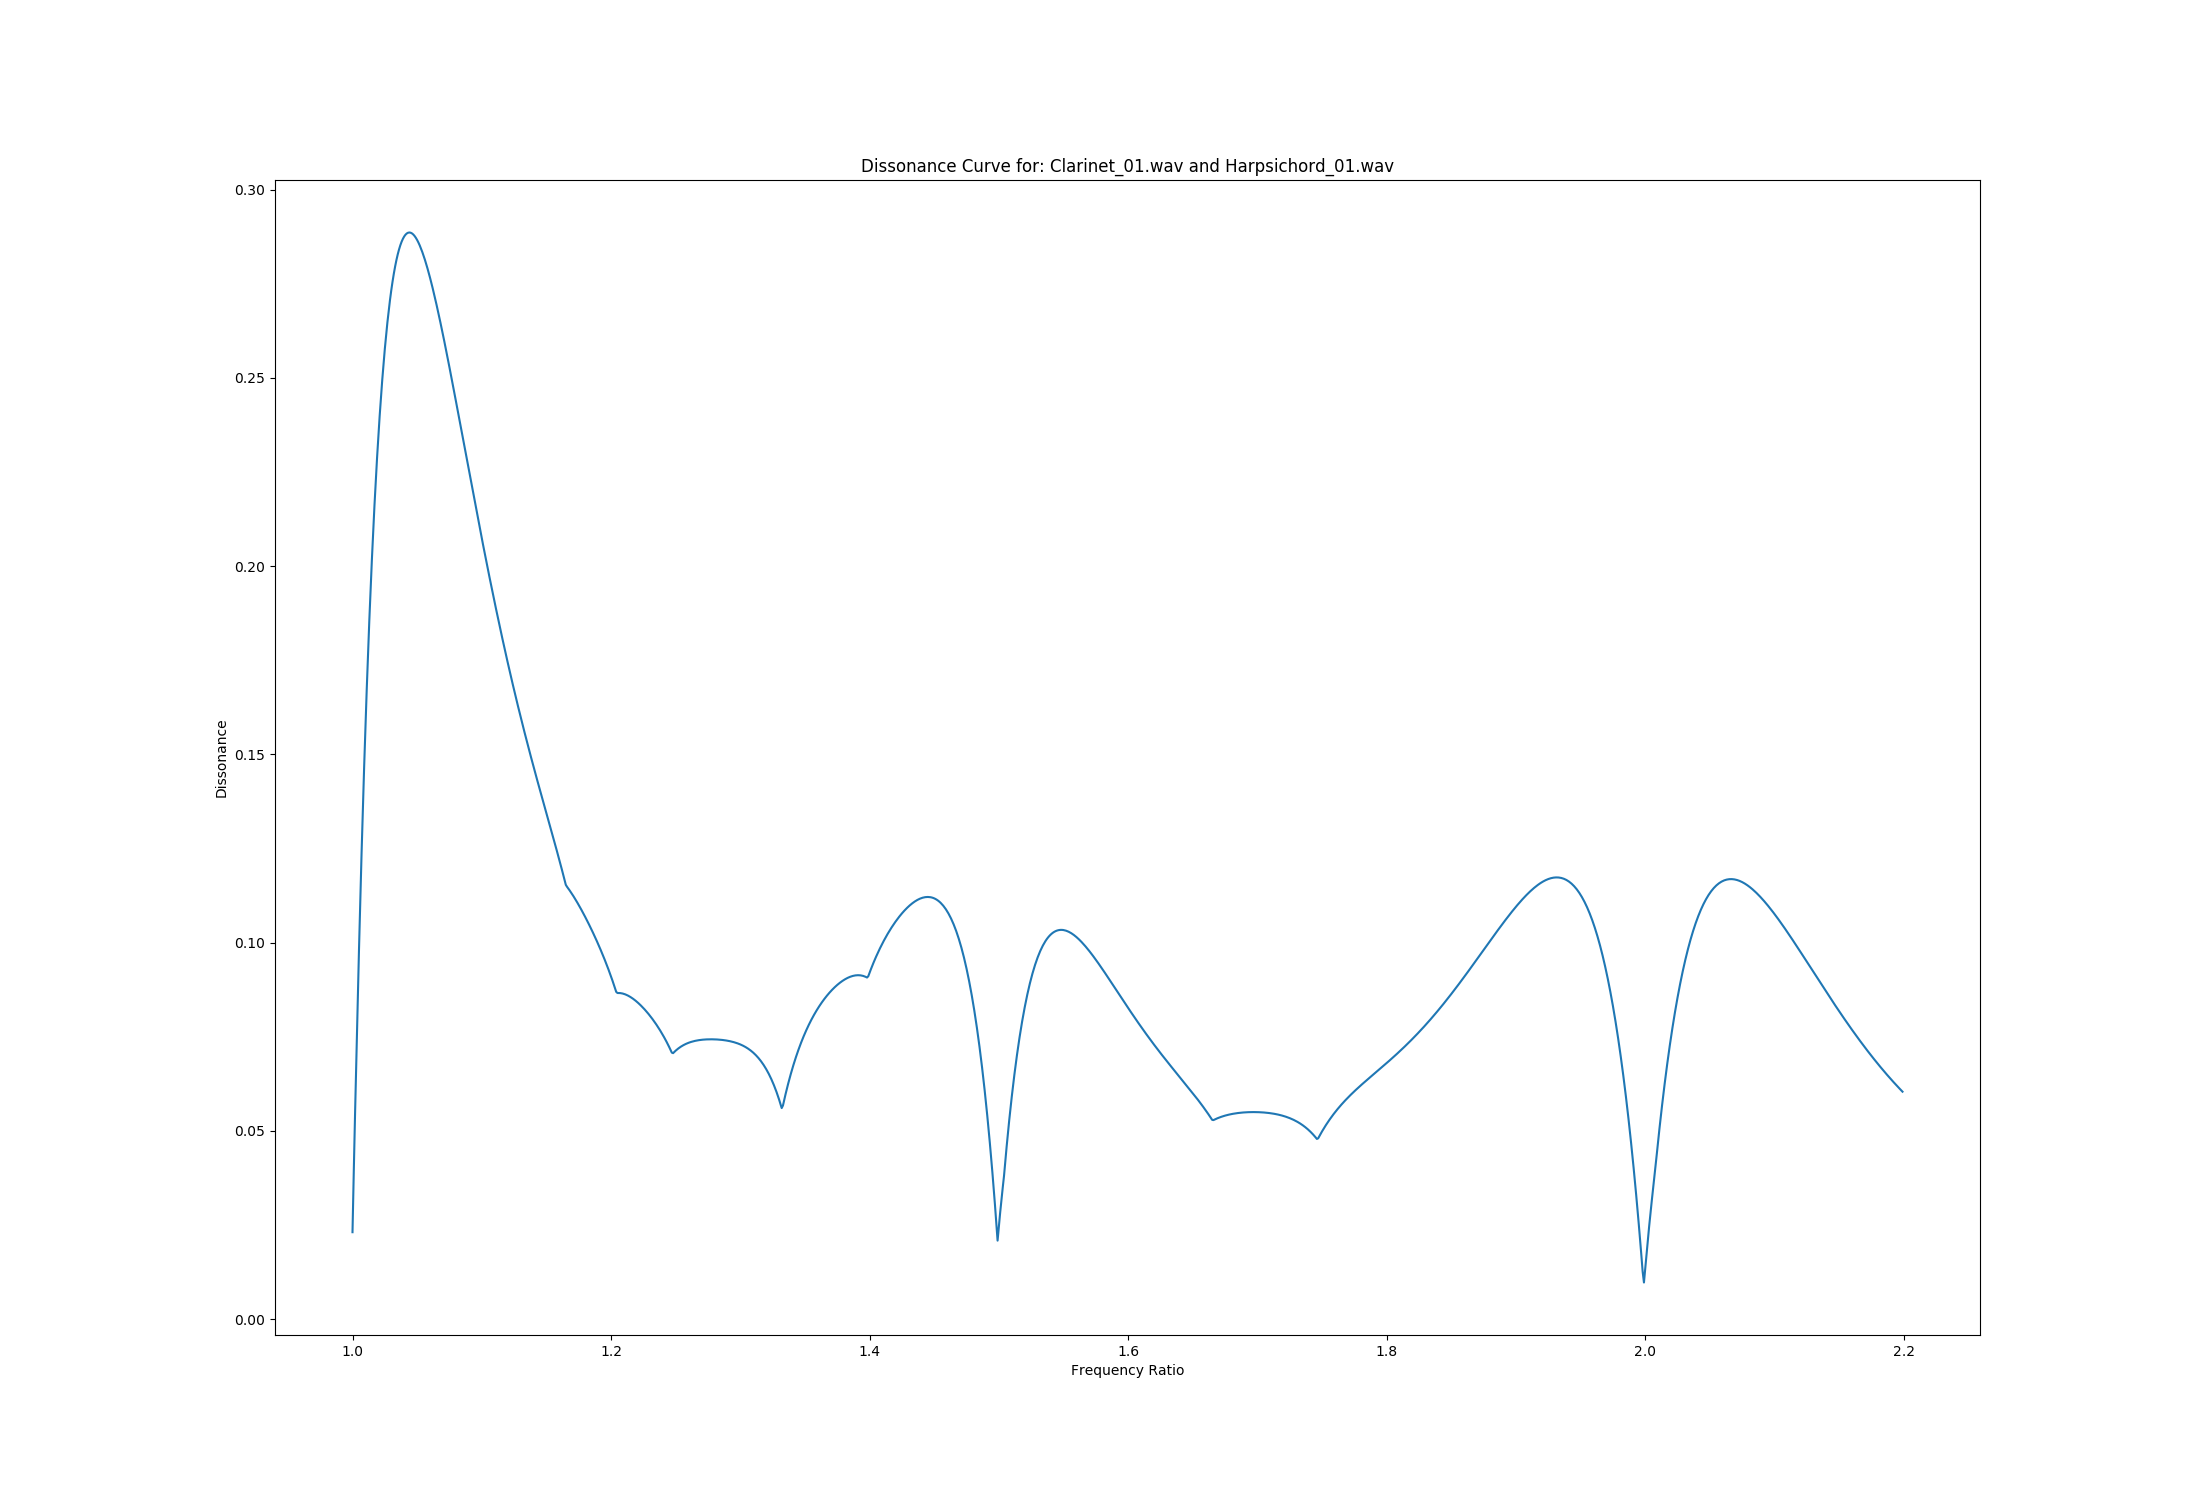 Dissonance Curve for: Clarinet_01.wav and Harpsichord_01.wav
0.30
0.25
0.20
0.15
0.10
0.05
0.00
Dissonance
1.0 1.2 1.4 1.6 1.8 2.0 2.2
Frequency Ratio